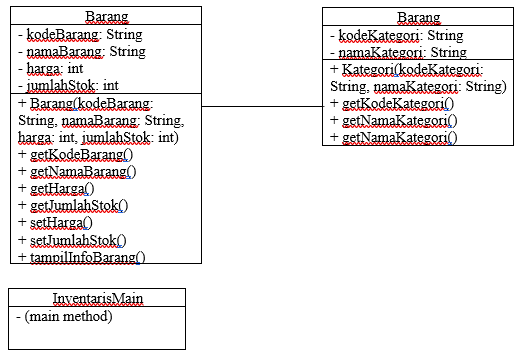 Barang
- kodeBarang: String
- namaBarang: String
- harga: int
- jumlahStok: int
+ Barang(kodeBarang:
String, namaBarang: String,
harga: int, jumlahStok: int)
+ getKodeBarang()
+ getNamaBarang()
+ getHarga()
+ getJumlahStok()
+ setHarga()
+ setJumlahStok()
+ tampilInfoBarang()
Barang
- kodeKategori: String
- namaKategori: String
+ Kategori(kodeKategori:
String, namaKategori: String)
+ getKodeKategori()
+ getNamaKategori()
+ getNamaKategori()
InventarisMain
- (main method)